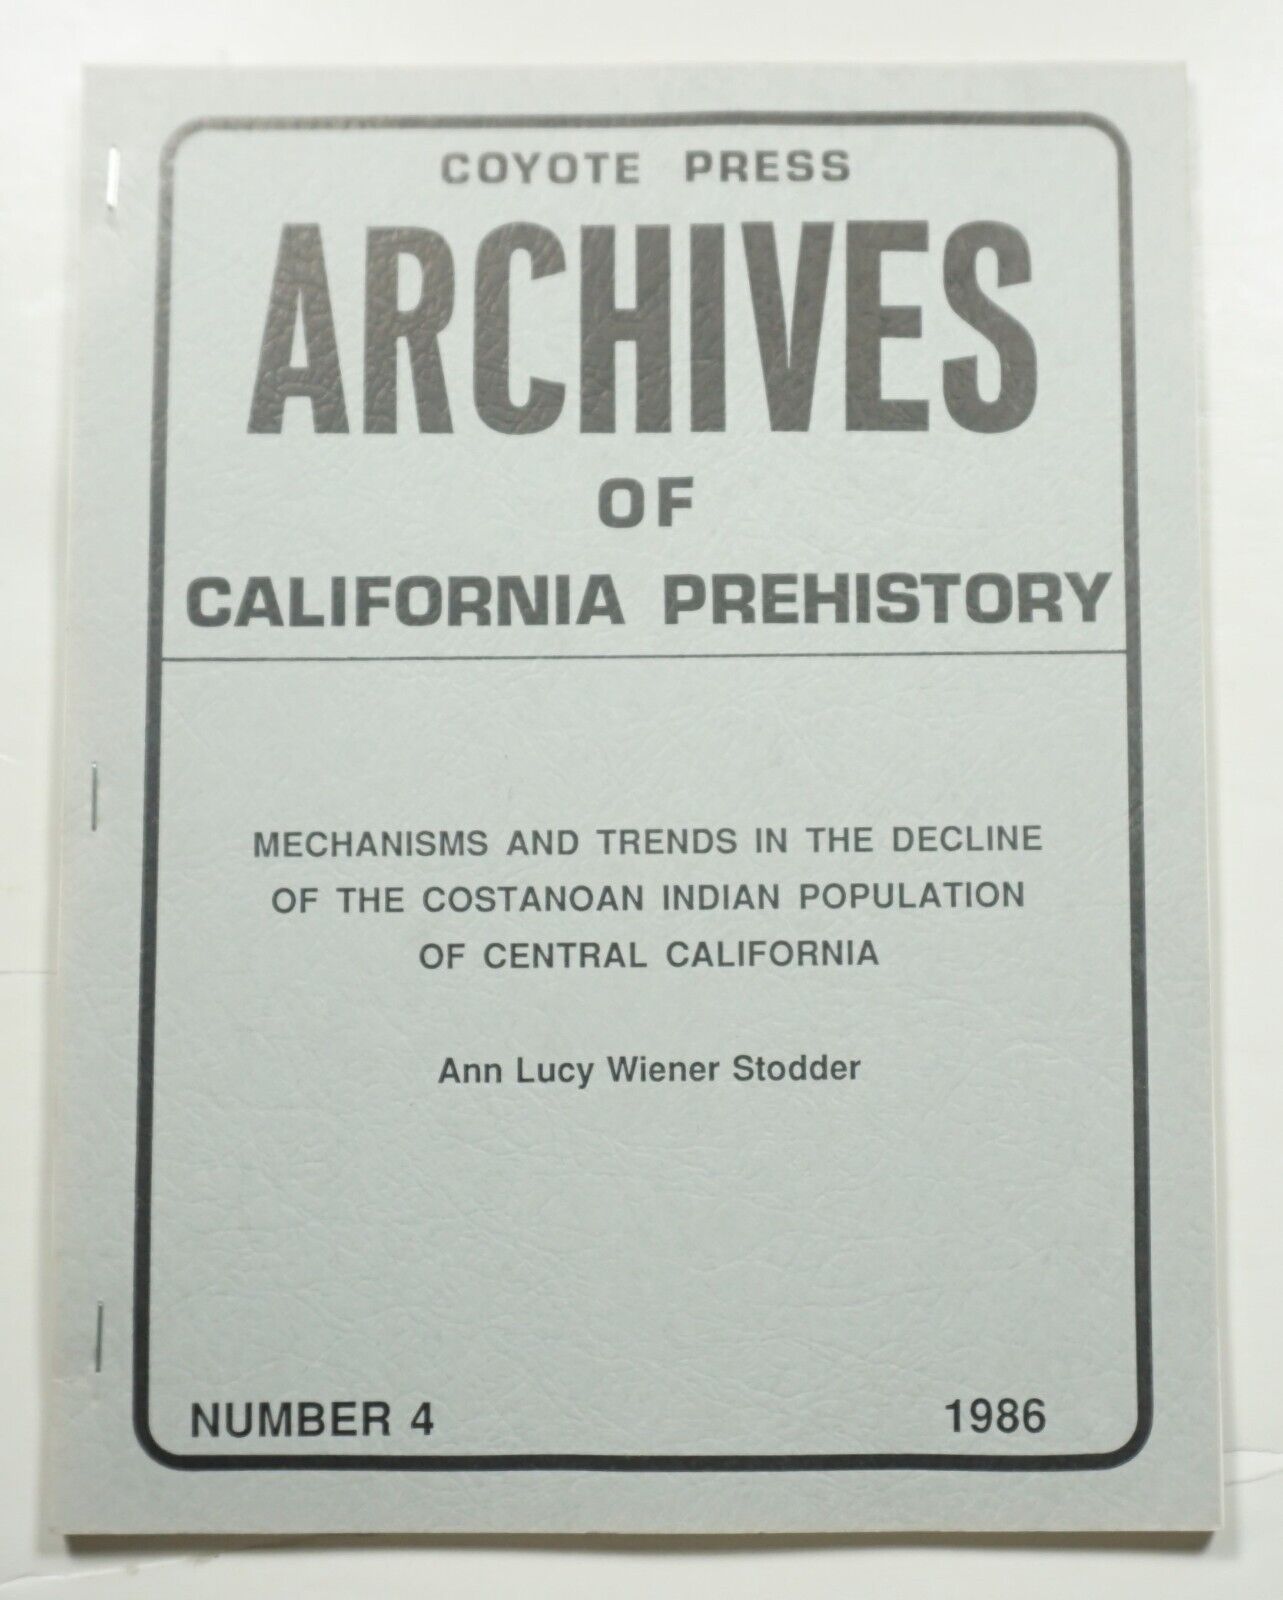 COYOTE PRESS
ARCHIVES
OF
CALIFORNIA PREHISTORY
MECHANISMS AND TRENDS IN THE DECLINE
OF THE COSTANOAN INDIAN POPULATION
OF CENTRAL CALIFORNIA
Ann Lucy Wiener Stodder
NUMBER 4
1986